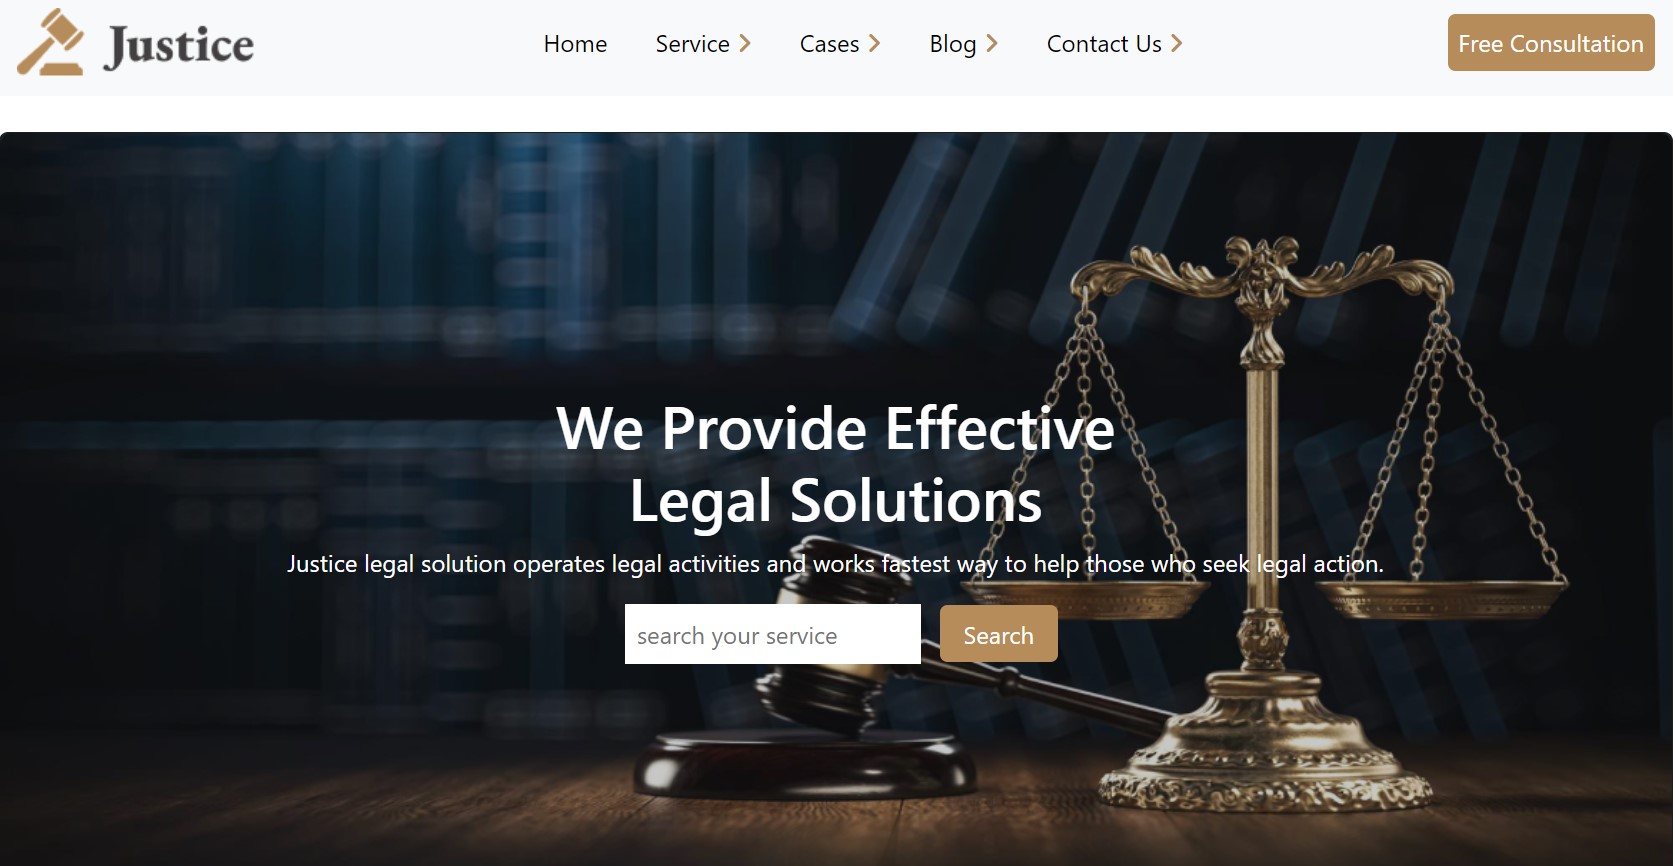 Justice
Home
Service
Cases
Blog
Contact Us
Free Consultation
We Provide Effective
Legal Solutions
Justice legal solution operates legal activities and works fastest way to help those who seek legal action.
search your service
Search